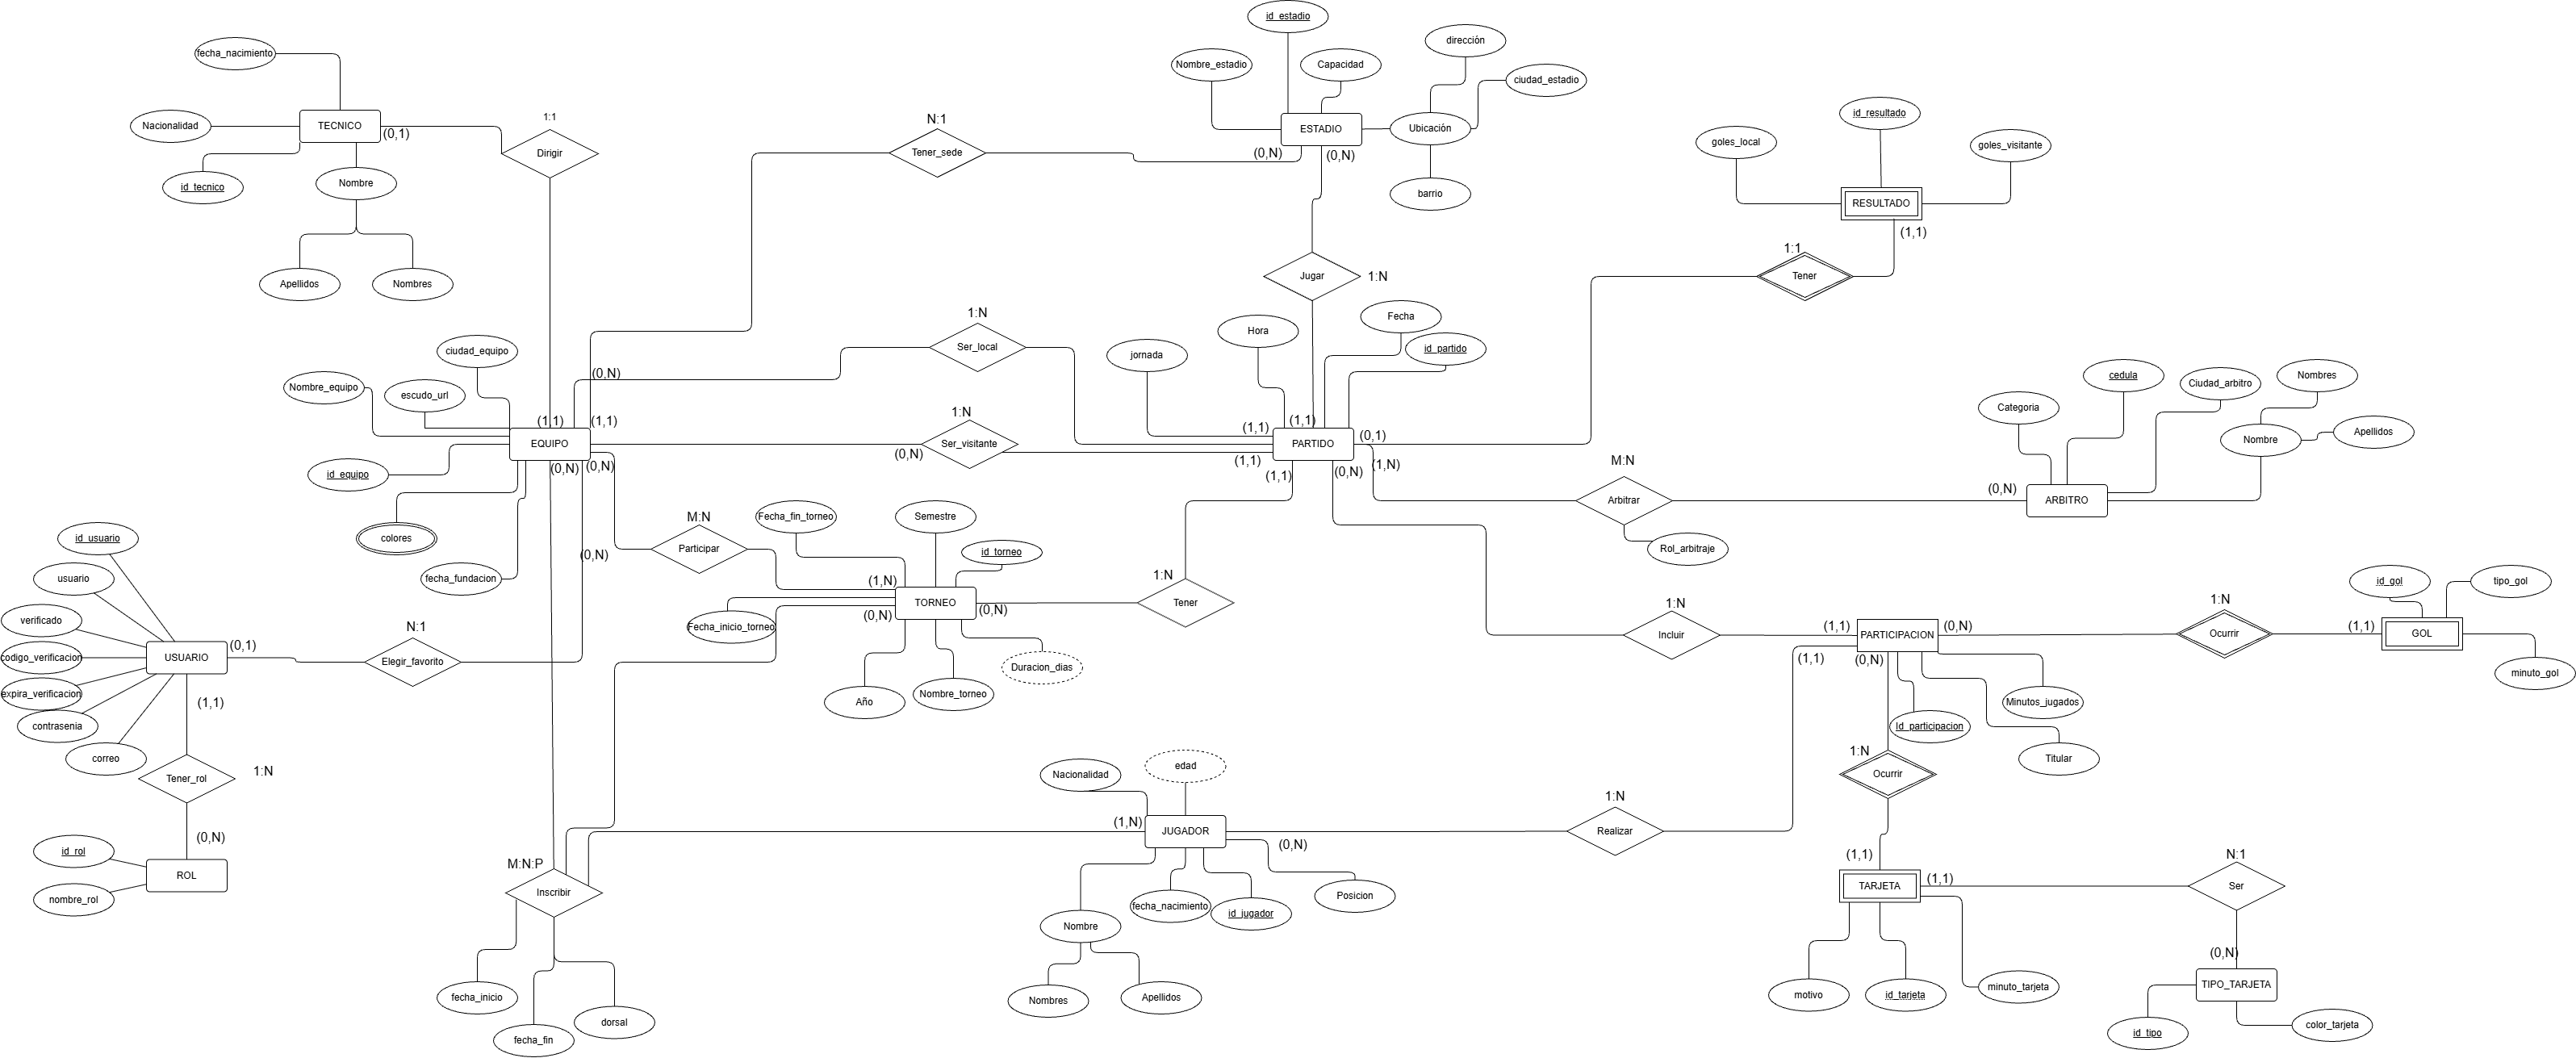 id_estadio
dirección
fecha_nacimiento
Nombre_estadio
Capacidad
ciudad_estadio
1:1
N:1
id_resultado
Nacionalidad
TECNICO
(0,1)
ESTADIO
Ubicación
goles_local
goles_visitante
Dirigir
Tener_sede
(0,N)
(0,N)
id_tecnico
Nombre
barrio
RESULTADO
(1,1)
1:1
Apellidos
Nombres
Jugar
1:N
Tener
1:N
Fecha
Hora
ciudad_equipo
Ser_local
jornada
id_partido
Nombre_equipo
escudo_url
(0,N)
cedula
Ciudad_arbitro
Nombres
Categoria
1:N
(1,1)
(1,1)
(1,1)
(1,1)
(0,1)
EQUIPO
Ser_visitante
PARTIDO
Nombre
Apellidos
(0,N)
(1,1)
(1,N)
M:N
id_equipo
(0,N)
(0,N)
(1,1)
(0,N)
(0,N)
Arbitrar
ARBITRO
M:N
Fecha_fin_torneo
Semestre
id_usuario
colores
Participar
id_torneo
Rol_arbitraje
(0,N)
usuario
fecha_fundacion
(1,N)
1:N
id_gol
tipo_gol
TORNEO
(0,N)
Tener
1:N
1:N
verificado
N:1
(0,N)
Fecha_inicio_torneo
(1,1)
(0,N)
(1,1)
Incluir
PARTICIPACION
Ocurrir
GOL
(0,1)
codigo_verificacion
USUARIO
Elegir_favorito
Duracion_dias
(1,1)
(0,N)
minuto_gol
expira_verificacion
(1,1)
Año
Nombre_torneo
Minutos_jugados
contrasenia
Id_participacion
correo
1:N
Titular
Tener_rol
1:N
Nacionalidad
edad
Ocurrir
1:N
(1,N)
JUGADOR
Realizar
(0,N)
(0,N)
id_rol
(1,1)
N:1
M:N:P
ROL
Inscribir
nombre_rol
fecha_nacimiento
id_jugador
Posicion
TARJETA
(1,1)
Ser
Nombre
(0,N)
fecha_inicio
Nombres
Apellidos
motivo
id_tarjeta
minuto_tarjeta
TIPO_TARJETA
fecha_fin
dorsal
id_tipo
color_tarjeta